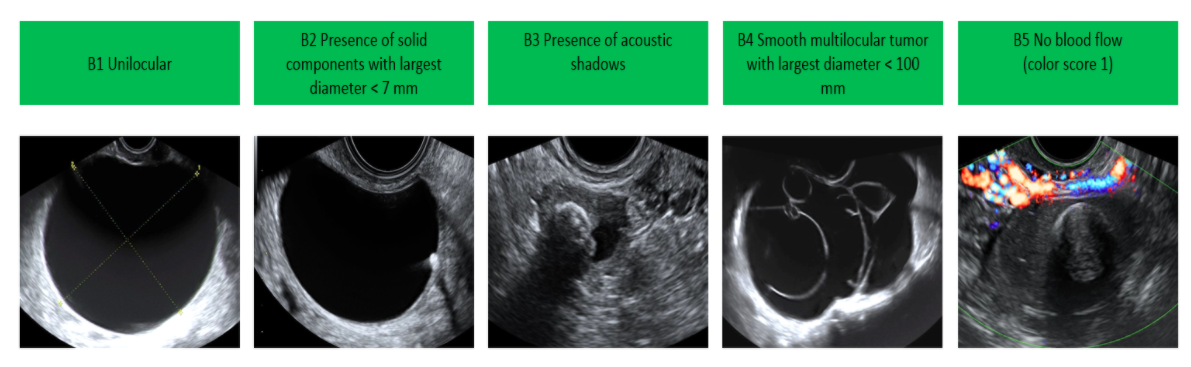 B1 Unilocular
B2 Presence of solid
components with largest
diameter < 7 mm
B3 Presence of acoustic
shadows
B4 Smooth multilocular tumor
with largest diameter < 100
mm
B5 No blood flow
(color score 1)